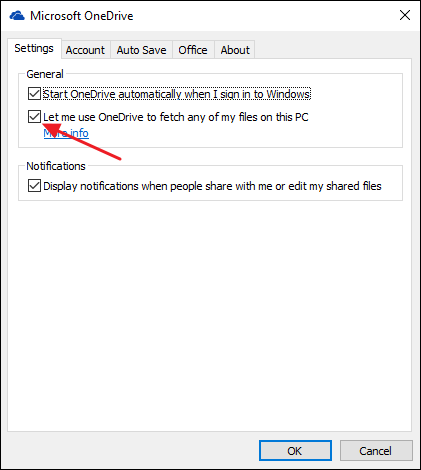 Microsoft OneDrive
Settings Account Auto Save Office About
General
Start OneDrive automatically when I sign in to Windows
Let me use OneDrive to fetch any of my files on this PC
More info
Notifications
Display notifications when people share with me or edit my shared files
OK Cancel